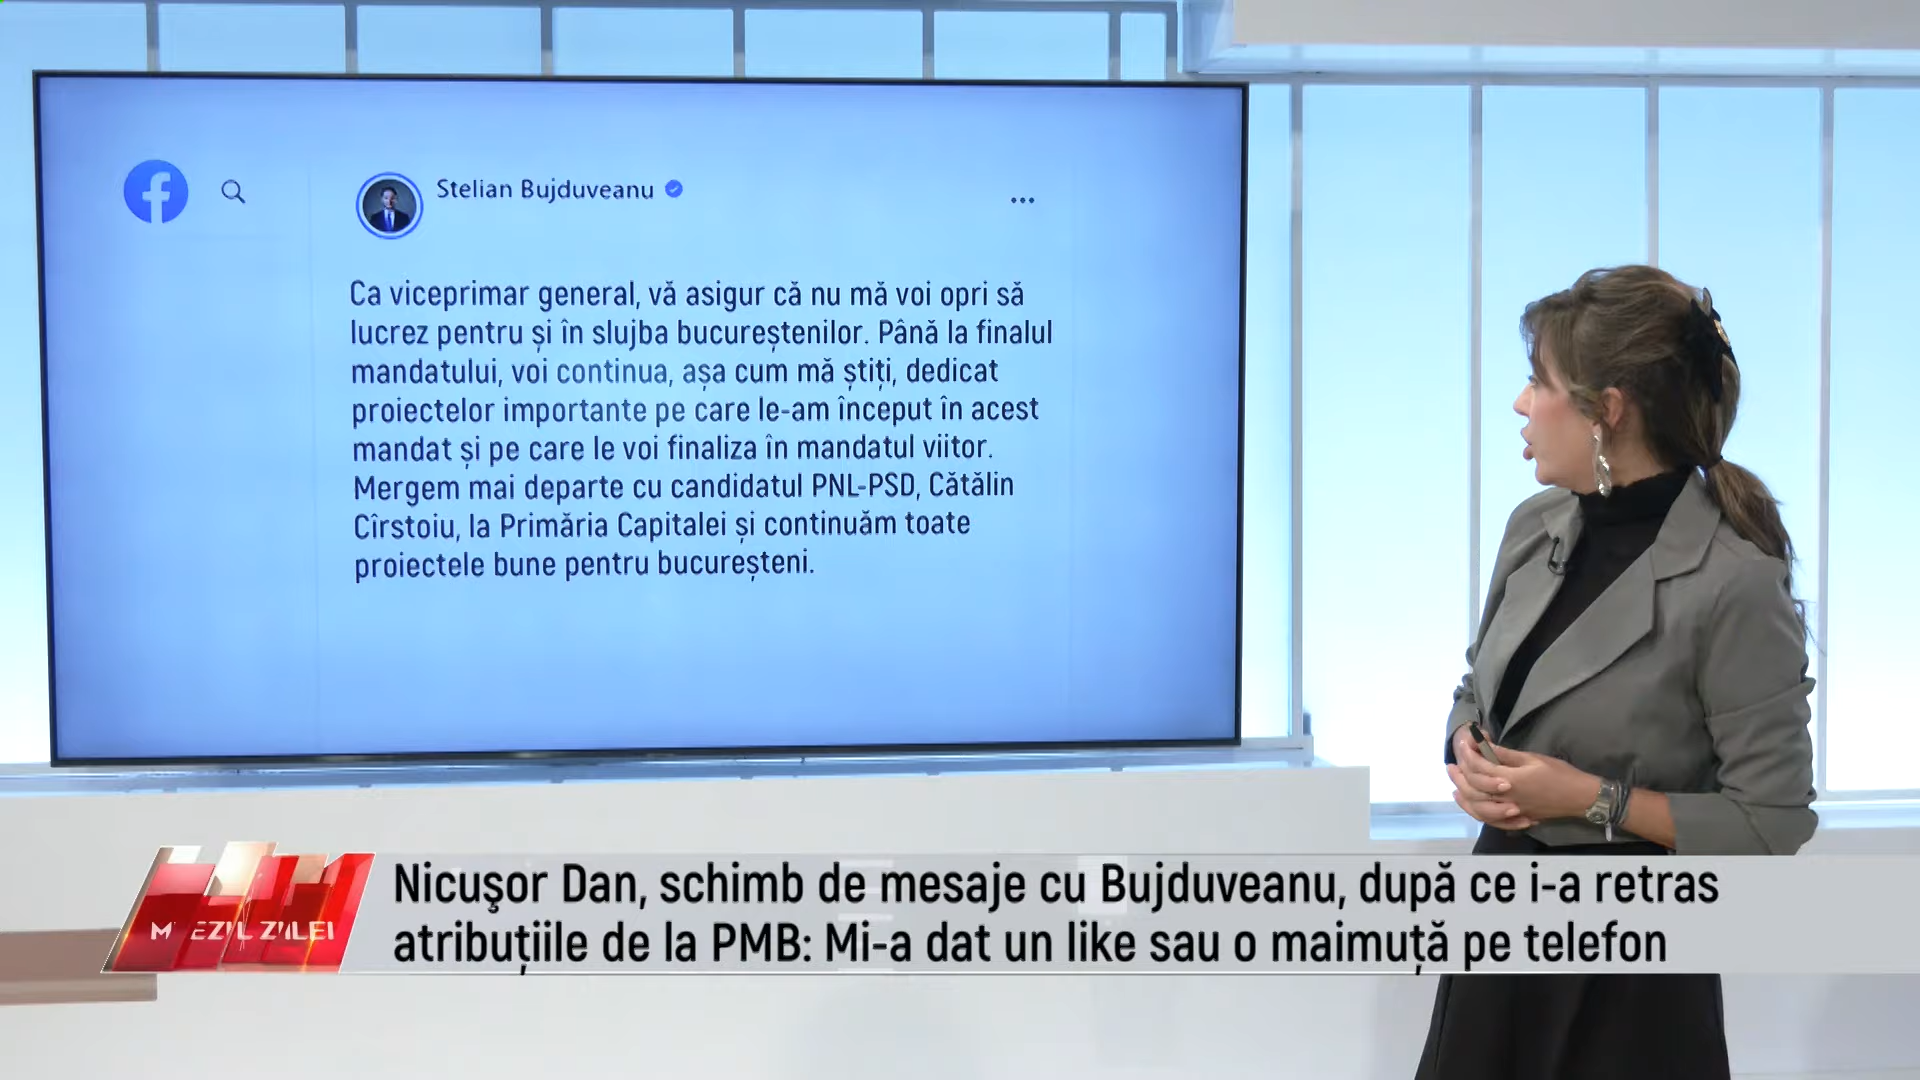 Stelian Bujduveanu
Ca viceprimar general, vă asigur că nu mă voi opri să
lucrez pentru și în slujba bucureștenilor. Până la finalul
mandatului, voi continua, așa cum mă știți, dedicat
proiectelor importante pe care le-am început în acest
mandat și pe care le voi finaliza în mandatul viitor.
Mergem mai departe cu candidatul PNL-PSD, Cătălin
Cîrstoiu, la Primăria Capitalei și continuăm toate
proiectele bune pentru bucureșteni.
Nicuşor Dan, schimb de mesaje cu Bujduveanu, după ce i-a retras
atribuțiile de la PMB: Mi-a dat un like sau o maimuță pe telefon